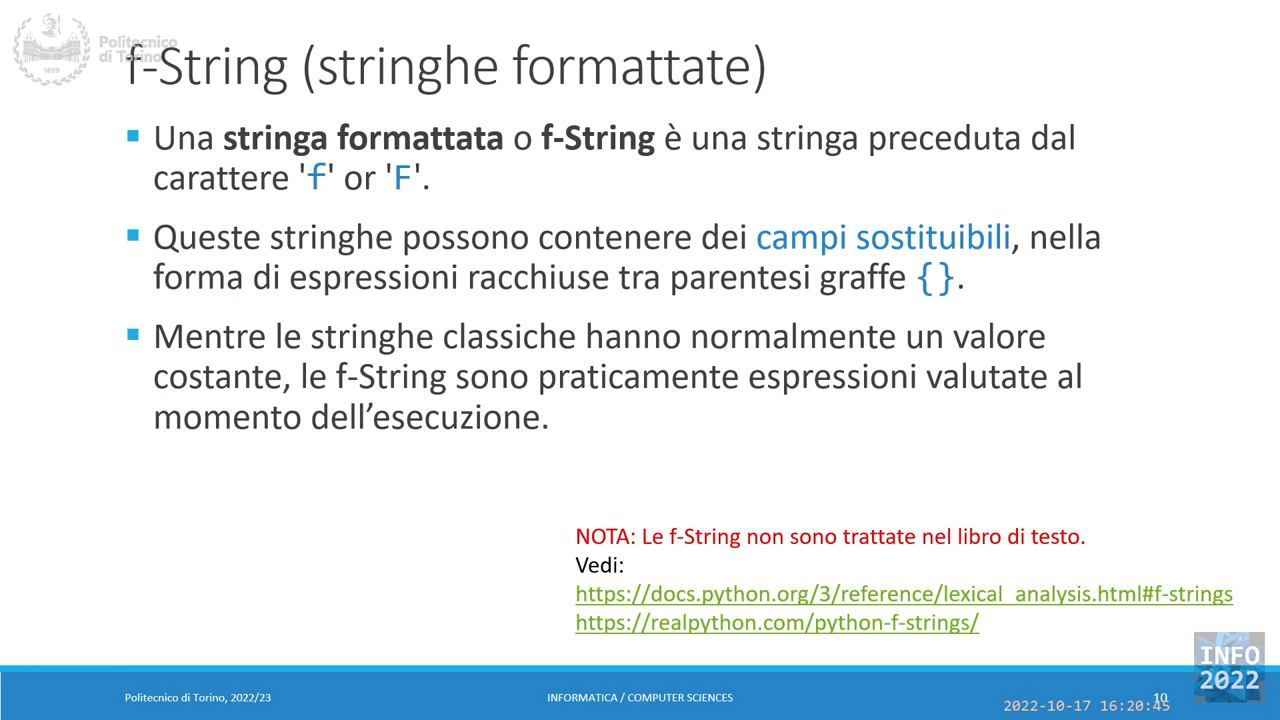 Politecnico
di Torino
1859
f-String (stringhe formattate)
Una stringa formattata o f-String è una stringa preceduta dal
carattere 'f' or 'F'.
Queste stringhe possono contenere dei campi sostituibili, nella
forma di espressioni racchiuse tra parentesi graffe {}.
Mentre le stringhe classiche hanno normalmente un valore
costante, le f-String sono praticamente espressioni valutate al
momento dell’esecuzione.
NOTA: Le f-String non sono trattate nel libro di testo.
Vedi:
https://docs.python.org/3/reference/lexical_analysis.html#f-strings
https://realpython.com/python-f-strings/
INFO
2022
Politecnico di Torino, 2022/23
INFORMATICA / COMPUTER SCIENCES
10
2022-10-17 16:20:45